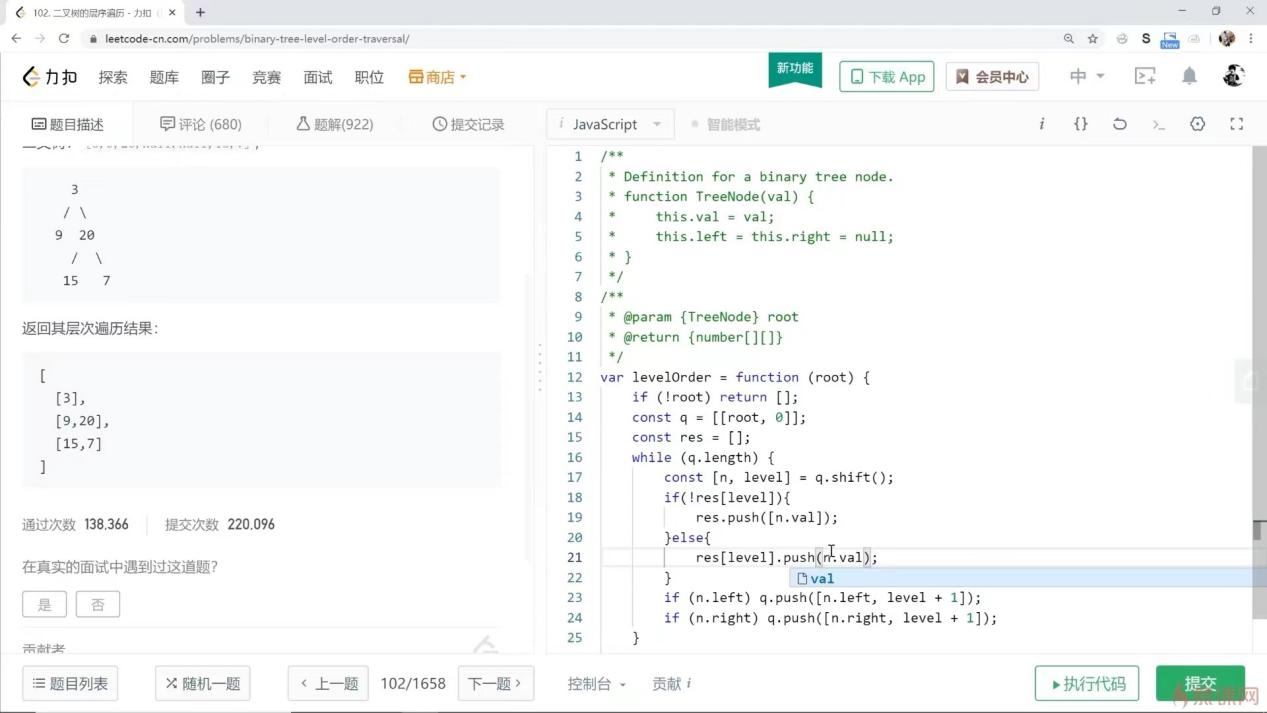 102. 二叉树的层序遍历 - 力扣 (
leetcode-cn.com/problems/binary-tree-level-order-traversal/
S
New
力扣 探索 题库 圈子 竞赛 面试 职位 商店 新功能 下载 App 会员中心 中
题目描述 评论 (680) 题解(922) 提交记录 JavaScript 智能模式
3
/ \
9 20
/ \
15 7
返回其层次遍历结果：
[
[3],
[9,20],
[15,7]
]
通过次数 138,366 提交次数 220,096
在真实的面试中遇到过这道题?
是 否
贡献者
1 /**
2 * Definition for a binary tree node.
3 * function TreeNode(val) {
4 *     this.val = val;
5 *     this.left = this.right = null;
6 * }
7 */
8 /**
9 * @param {TreeNode} root
10 * @return {number[][]}
11 */
12 var levelOrder = function (root) {
13 if (!root) return [];
14 const q = [[root, 0]];
15 const res = [];
16 while (q.length) {
17 const [n, level] = q.shift();
18 if(!res[level]){
19 res.push([n.val]);
20 }else{
21 res[level].push(n.val);
22 }
val
23 if (n.left) q.push([n.left, level + 1]);
24 if (n.right) q.push([n.right, level + 1]);
25 }
题目列表 随机一题 上一题 102/1658 下一题 控制台 贡献 i 执行代码 提交
慕课网